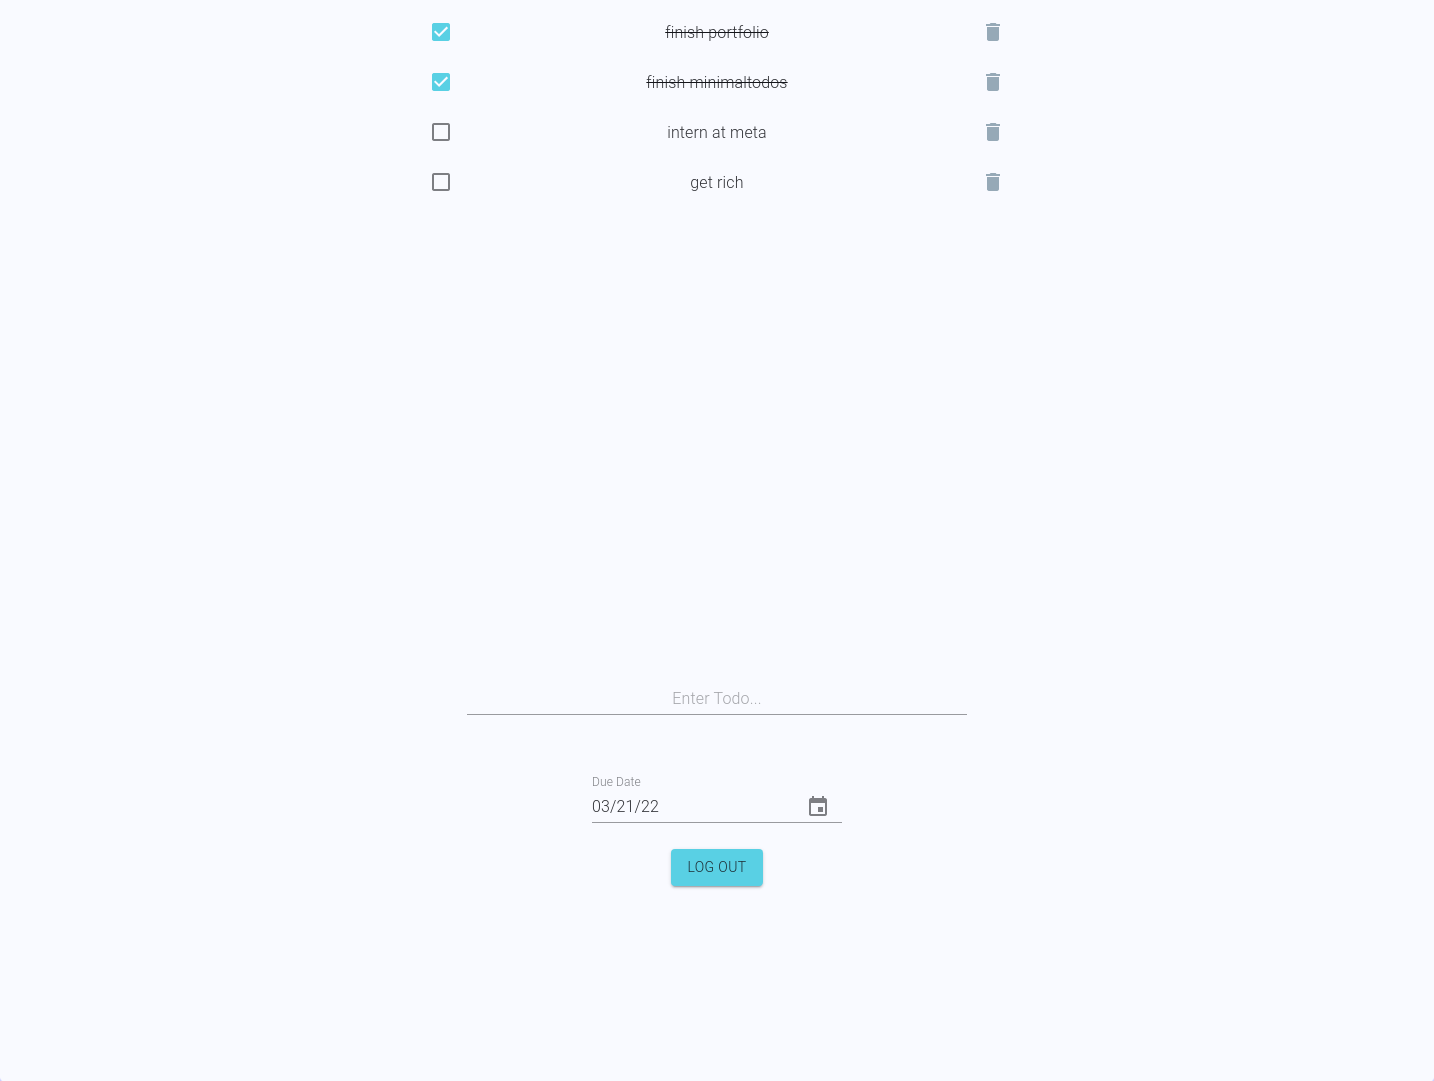 finish portfolio
finish minimaltodos
intern at meta
get rich
Enter Todo...
Due Date
03/21/22
LOG OUT